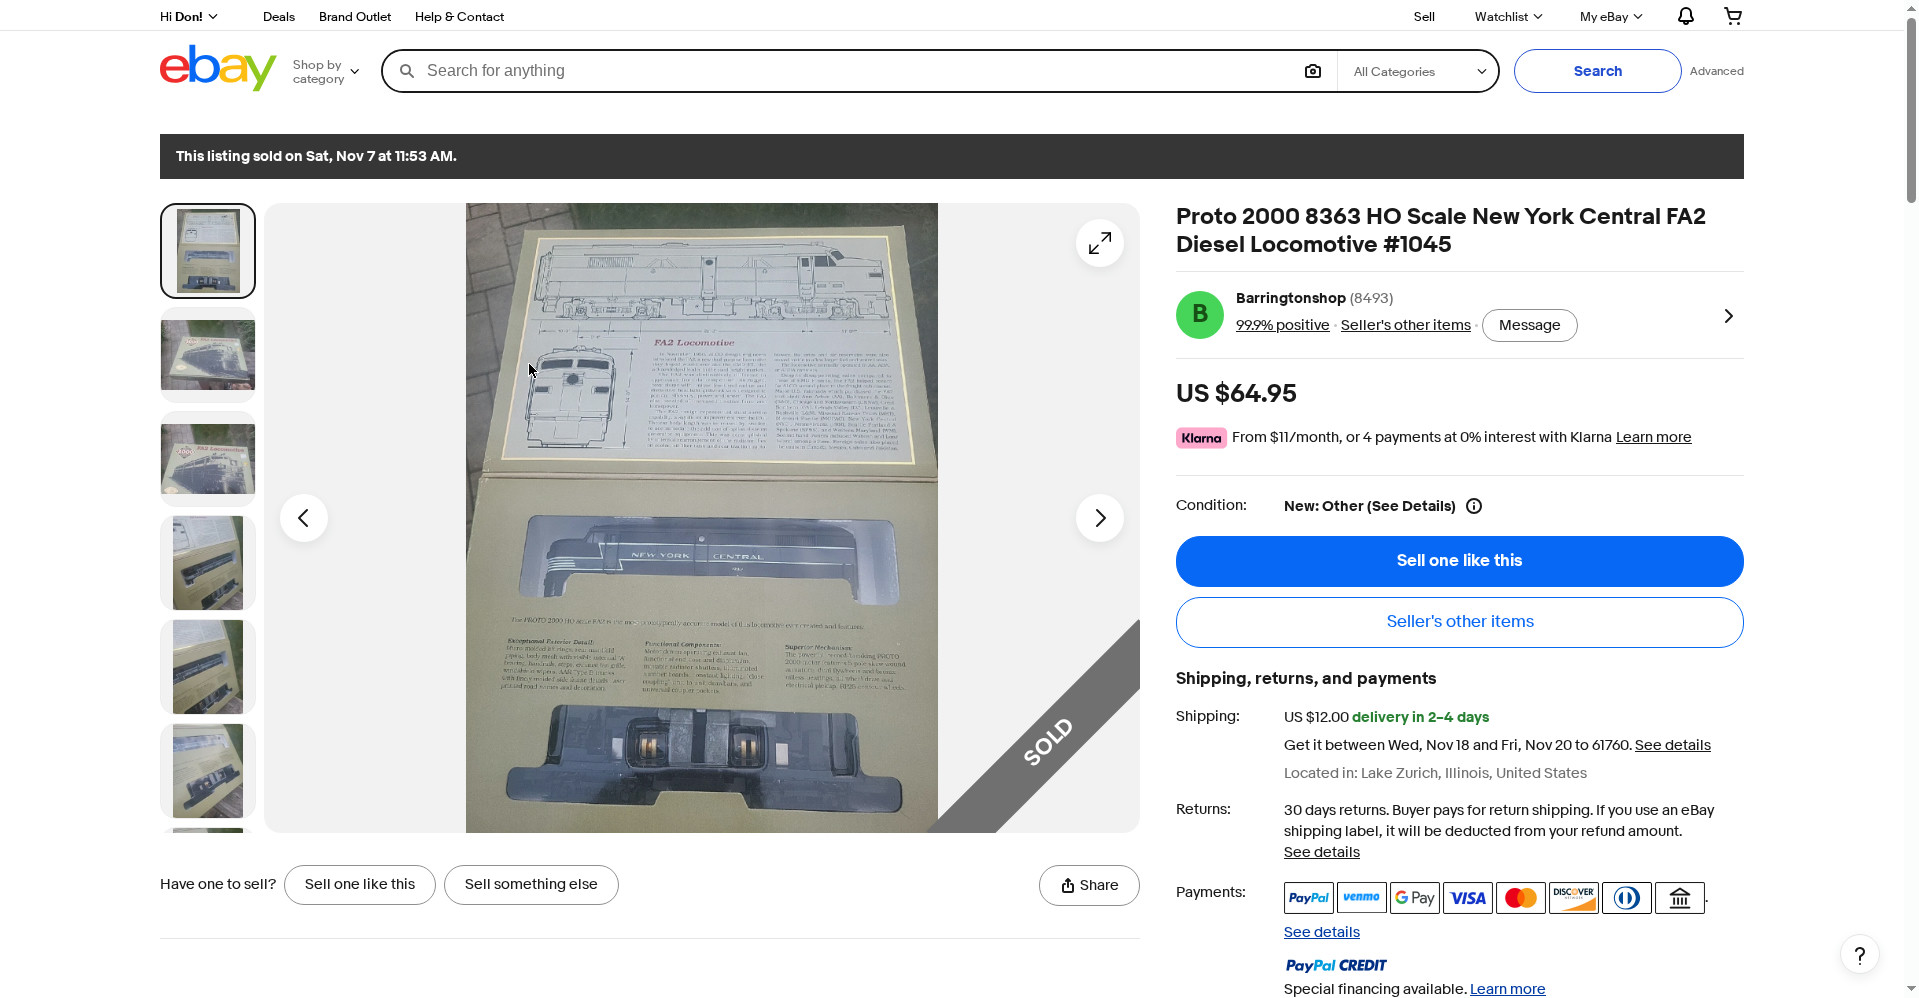 Hi Don!
Deals
Brand Outlet
Help & Contact
Sell
Watchlist
My eBay
ebay
Shop by
category
Search for anything
All Categories
Search
Advanced
This listing sold on Sat, Nov 7 at 11:53 AM.
FA2 Locomotive
NEW YORK CENTRAL
Exceptional Exterior Detail:
Functional Components:
Superior Mechanism:
SOLD
Have one to sell?
Sell one like this
Sell something else
Share
Proto 2000 8363 HO Scale New York Central FA2
Diesel Locomotive #1045
B
Barringtonshop (8493)
99.9% positive · Seller's other items · Message
US $64.95
Klarna From $11/month, or 4 payments at 0% interest with Klarna Learn more
Condition: New: Other (See Details)
Sell one like this
Seller's other items
Shipping, returns, and payments
Shipping: US $12.00 delivery in 2–4 days
Get it between Wed, Nov 18 and Fri, Nov 20 to 61760. See details
Located in: Lake Zurich, Illinois, United States
Returns: 30 days returns. Buyer pays for return shipping. If you use an eBay
shipping label, it will be deducted from your refund amount.
See details
Payments: PayPal venmo G Pay VISA DISCOVER NETWORK .
See details
PayPal CREDIT
Special financing available. Learn more
?